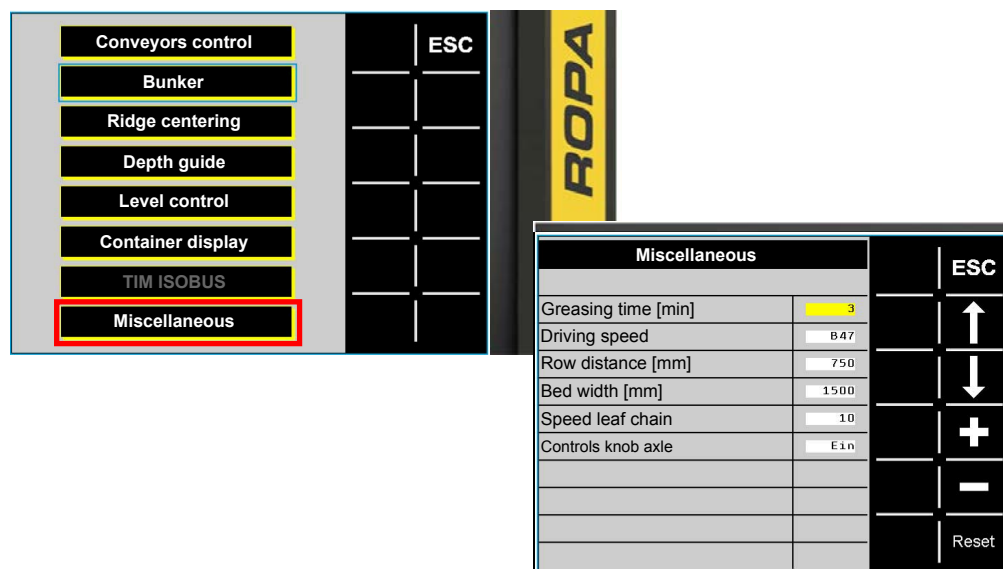 Conveyors control
ESC
Bunker
Ridge centering
Depth guide
Level control
Container display
TIM ISOBUS
Miscellaneous
ROPA
Miscellaneous
ESC
Greasing time [min] 3
Driving speed B47
Row distance [mm] 750
Bed width [mm] 1500
Speed leaf chain 10
Controls knob axle Ein
Reset